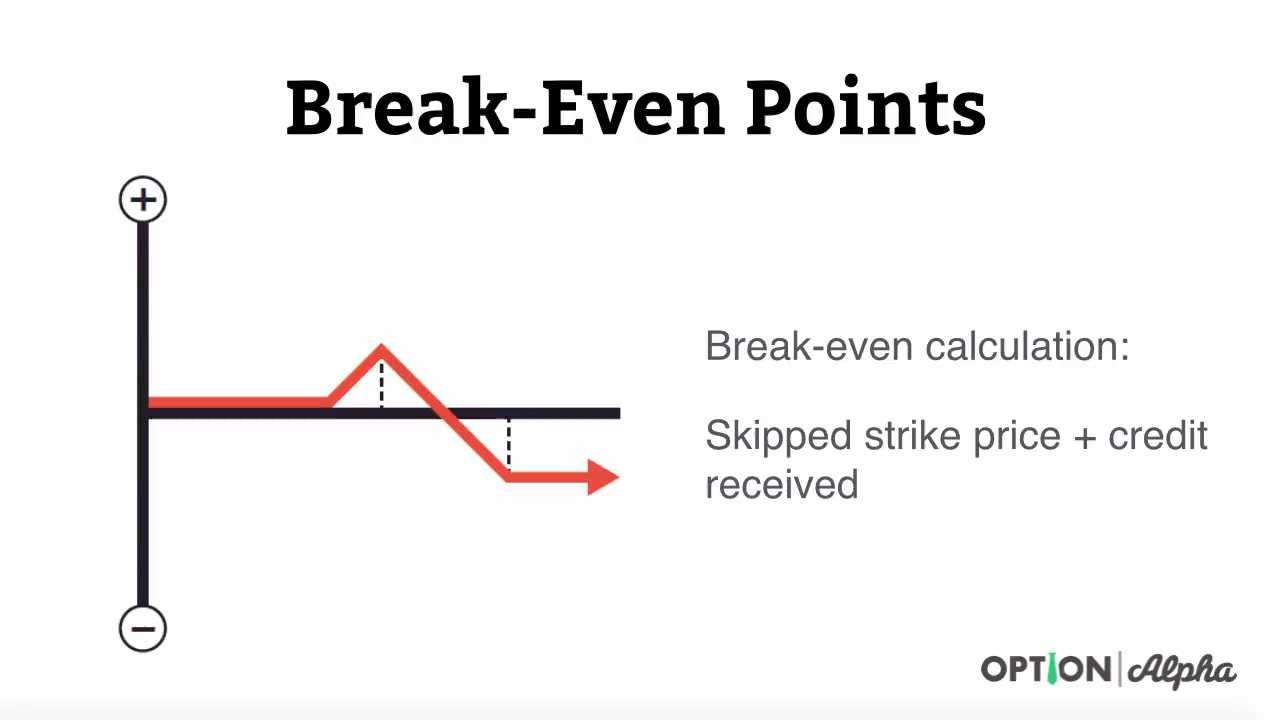 Break-Even Points
+
Break-even calculation:
Skipped strike price + credit
received
−
OPTION | Alpha